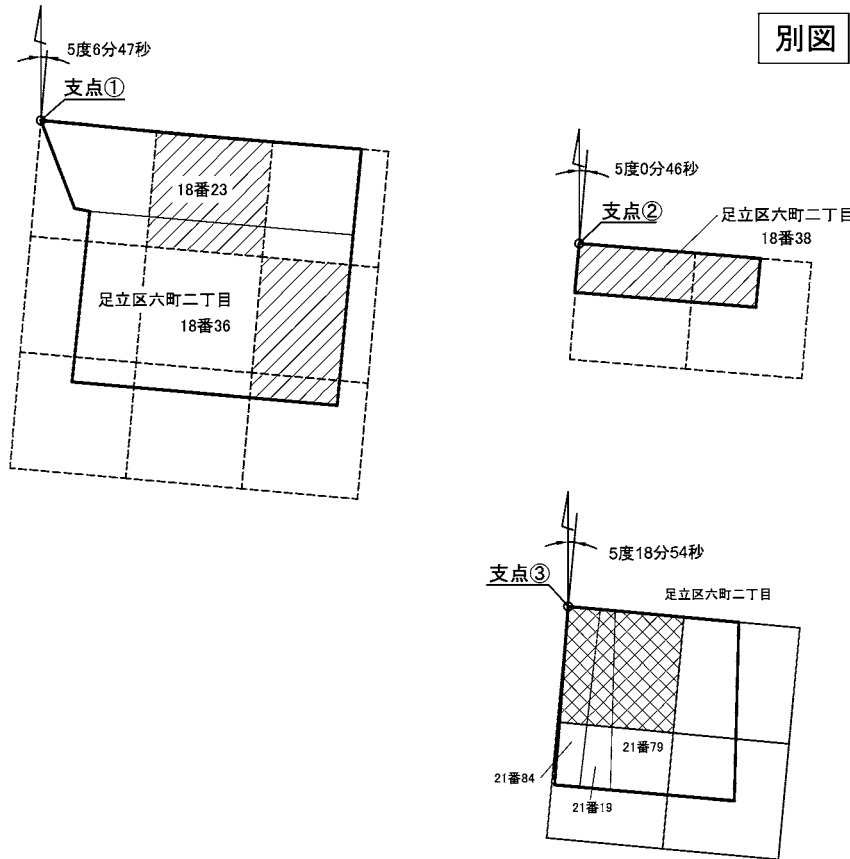 別図
5度6分47秒
支点①
18番23
足立区六町二丁目
18番36
5度0分46秒
支点②
足立区六町二丁目
18番38
5度18分54秒
支点③
足立区六町二丁目
21番79
21番84
21番19